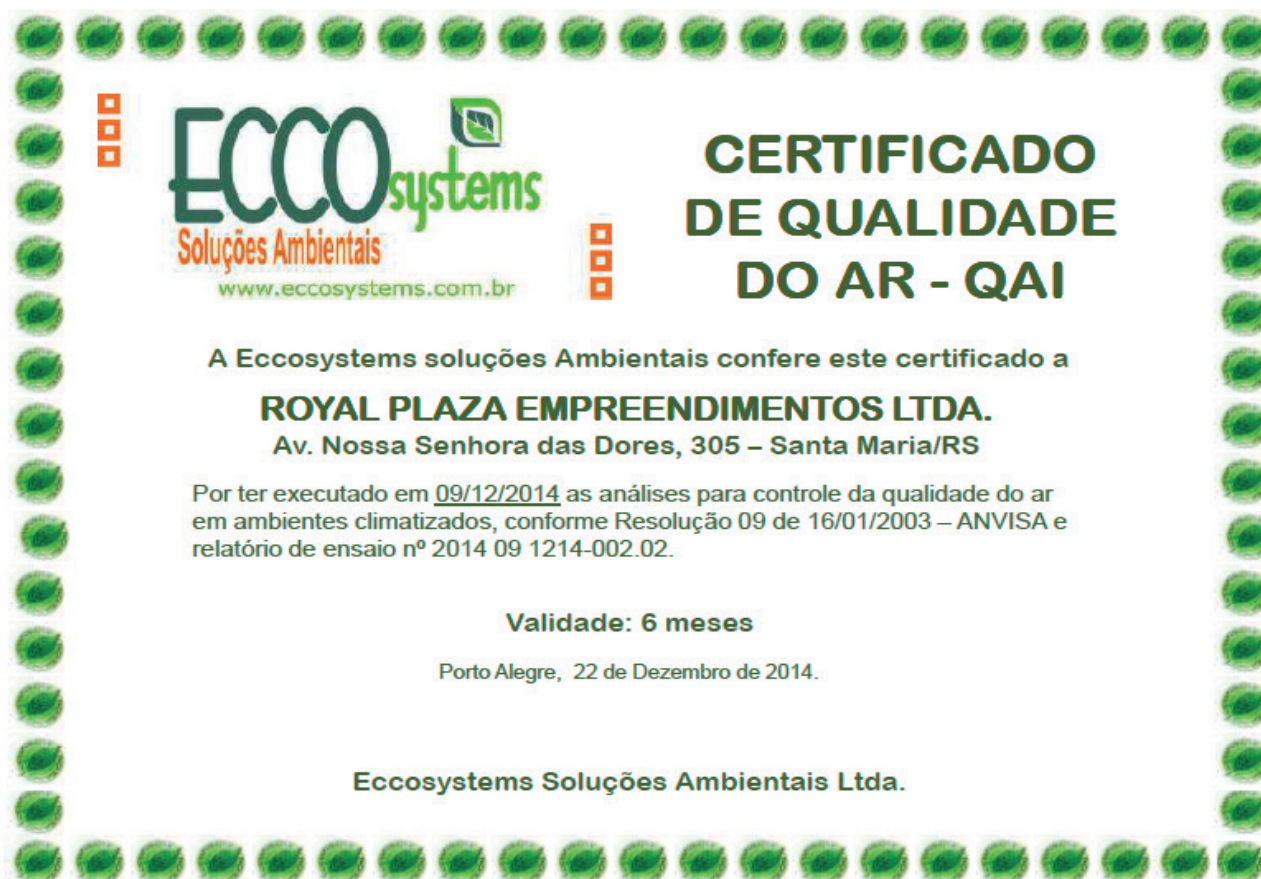 ECCOsystems
Soluções Ambientais
www.eccosystems.com.br
CERTIFICADO
DE QUALIDADE
DO AR - QAI
A Eccosystems soluções Ambientais confere este certificado a
ROYAL PLAZA EMPREENDIMENTOS LTDA.
Av. Nossa Senhora das Dores, 305 – Santa Maria/RS
Por ter executado em 09/12/2014 as análises para controle da qualidade do ar
em ambientes climatizados, conforme Resolução 09 de 16/01/2003 – ANVISA e
relatório de ensaio nº 2014 09 1214-002.02.
Validade: 6 meses
Porto Alegre, 22 de Dezembro de 2014.
Eccosystems Soluções Ambientais Ltda.